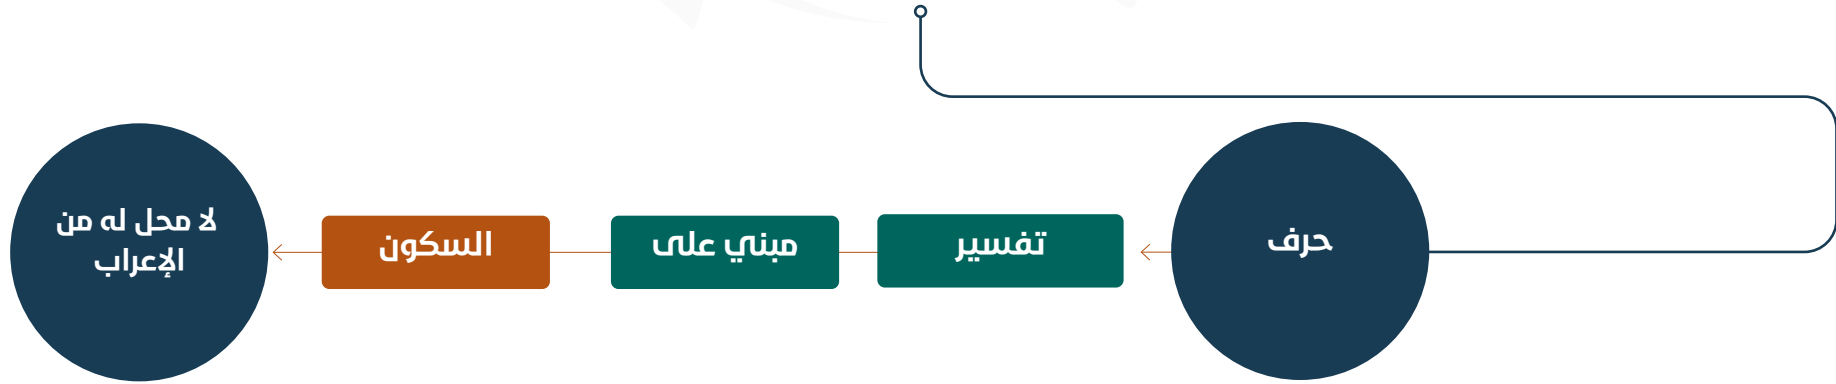 حرف
تفسير
مبني على
السكون
لا محل له من
الإعراب